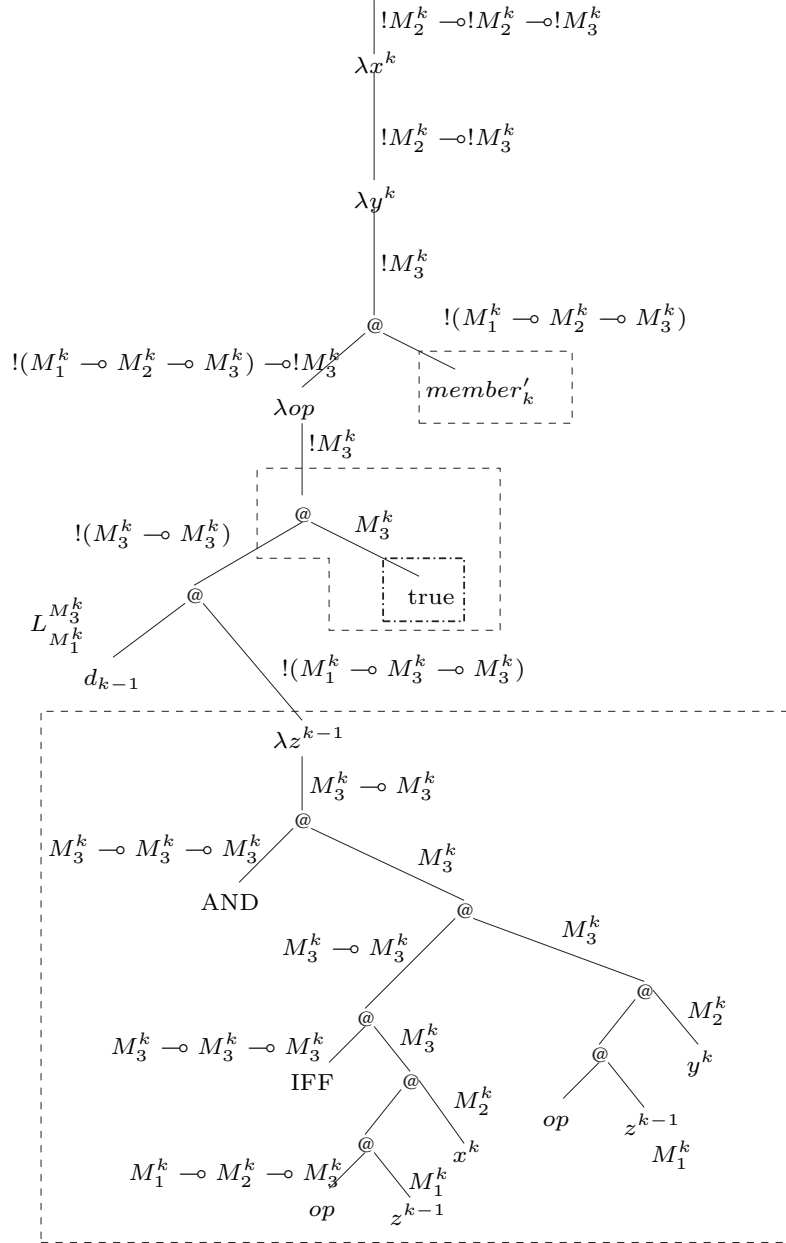 !M_2^k ⊸!M_2^k ⊸!M_3^k
λx^k
!M_2^k ⊸!M_3^k
λy^k
!M_3^k
@
!(M_1^k ⊸ M_2^k ⊸ M_3^k)
!(M_1^k ⊸ M_2^k ⊸ M_3^k) ⊸!M_3^k
member'_k
λop
!M_3^k
@
M_3^k
!(M_3^k ⊸ M_3^k)
@
true
L_{M_1^k}^{M_3^k}
d_{k−1}
!(M_1^k ⊸ M_3^k ⊸ M_3^k)
λz^{k−1}
M_3^k ⊸ M_3^k
@
M_3^k ⊸ M_3^k ⊸ M_3^k
M_3^k
AND
@
M_3^k ⊸ M_3^k
M_3^k
@
@
M_2^k
M_3^k ⊸ M_3^k ⊸ M_3^k
M_3^k
@
y^k
IFF
@
M_2^k
op
z^{k−1}
@
x^k
M_1^k
M_1^k ⊸ M_2^k ⊸ M_3^k
M_1^k
op
z^{k−1}